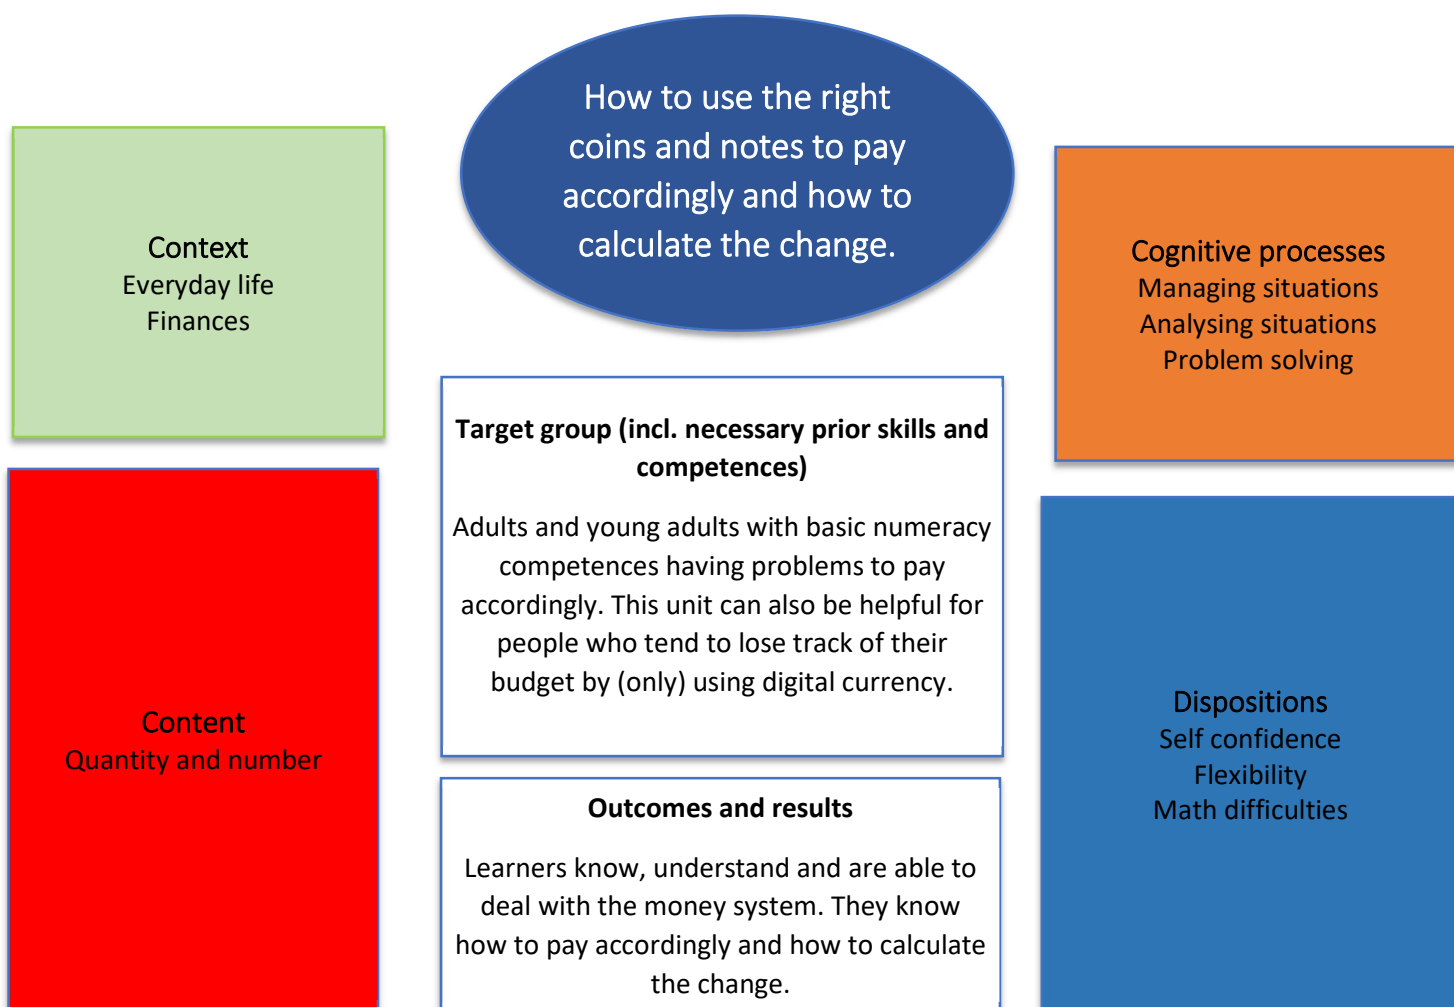 How to use the right
coins and notes to pay
accordingly and how to
calculate the change.
Context
Everyday life
Finances
Cognitive processes
Managing situations
Analysing situations
Problem solving
Target group (incl. necessary prior skills and
competences)
Adults and young adults with basic numeracy
competences having problems to pay
accordingly. This unit can also be helpful for
people who tend to lose track of their
budget by (only) using digital currency.
Content
Quantity and number
Dispositions
Self confidence
Flexibility
Math difficulties
Outcomes and results
Learners know, understand and are able to
deal with the money system. They know
how to pay accordingly and how to calculate
the change.